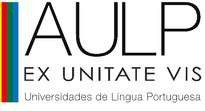 AULP
EX UNITATE VIS
Universidades de Língua Portuguesa